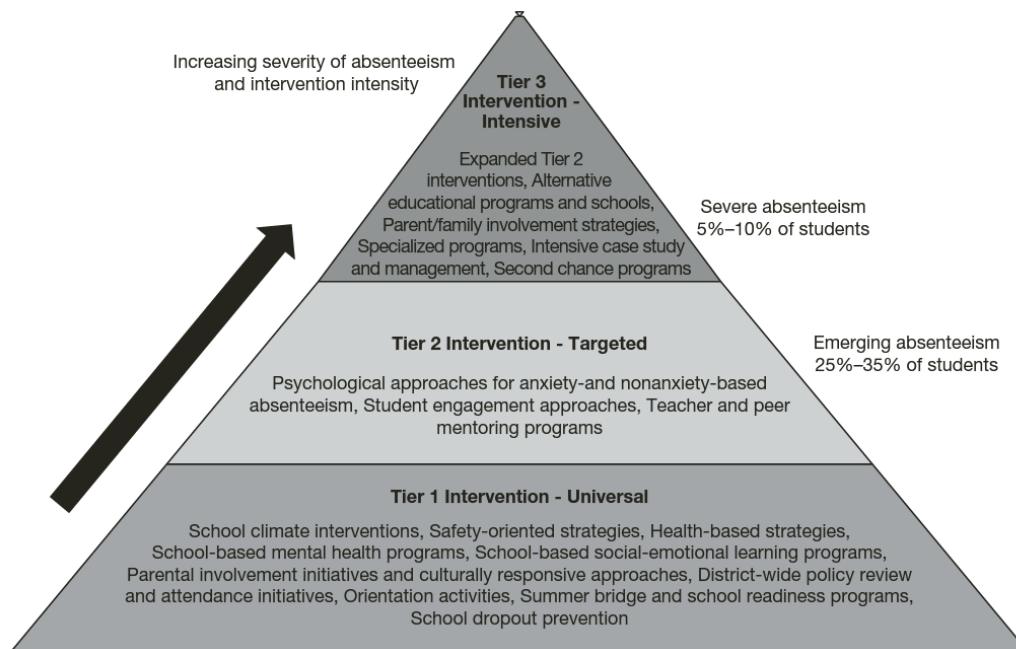 Increasing severity of absenteeism
and intervention intensity
Tier 3
Intervention -
Intensive
Expanded Tier 2
interventions, Alternative
educational programs and schools,
Parent/family involvement strategies,
Specialized programs, Intensive case study
and management, Second chance programs
Severe absenteeism
5%–10% of students
Tier 2 Intervention - Targeted
Psychological approaches for anxiety-and nonanxiety-based
absenteeism, Student engagement approaches, Teacher and peer
mentoring programs
Emerging absenteeism
25%–35% of students
Tier 1 Intervention - Universal
School climate interventions, Safety-oriented strategies, Health-based strategies,
School-based mental health programs, School-based social-emotional learning programs,
Parental involvement initiatives and culturally responsive approaches, District-wide policy review
and attendance initiatives, Orientation activities, Summer bridge and school readiness programs,
School dropout prevention